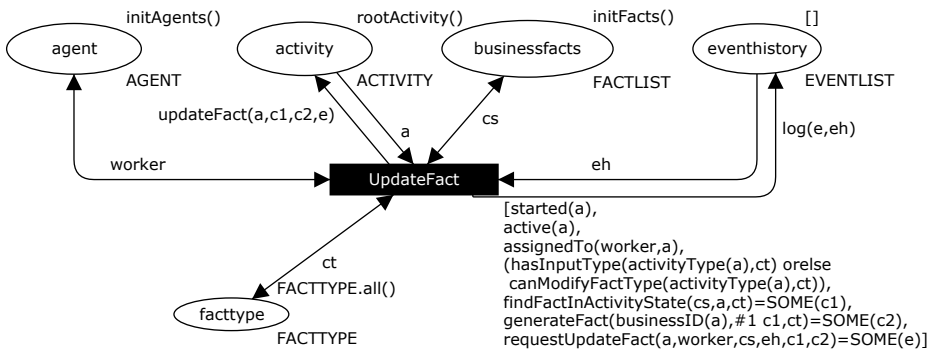 initAgents()
rootActivity()
initFacts()
[]
agent
activity
businessfacts
eventhistory
AGENT
ACTIVITY
FACTLIST
EVENTLIST
updateFact(a,c1,c2,e)
a
cs
log(e,eh)
worker
eh
UpdateFact
[started(a),
active(a),
assignedTo(worker,a),
(hasInputType(activityType(a),ct) orelse
canModifyFactType(activityType(a),ct)),
findFactInActivityState(cs,a,ct)=SOME(c1),
generateFact(businessID(a),#1 c1,ct)=SOME(c2),
requestUpdateFact(a,worker,cs,eh,c1,c2)=SOME(e)]
ct
FACTTYPE.all()
facttype
FACTTYPE